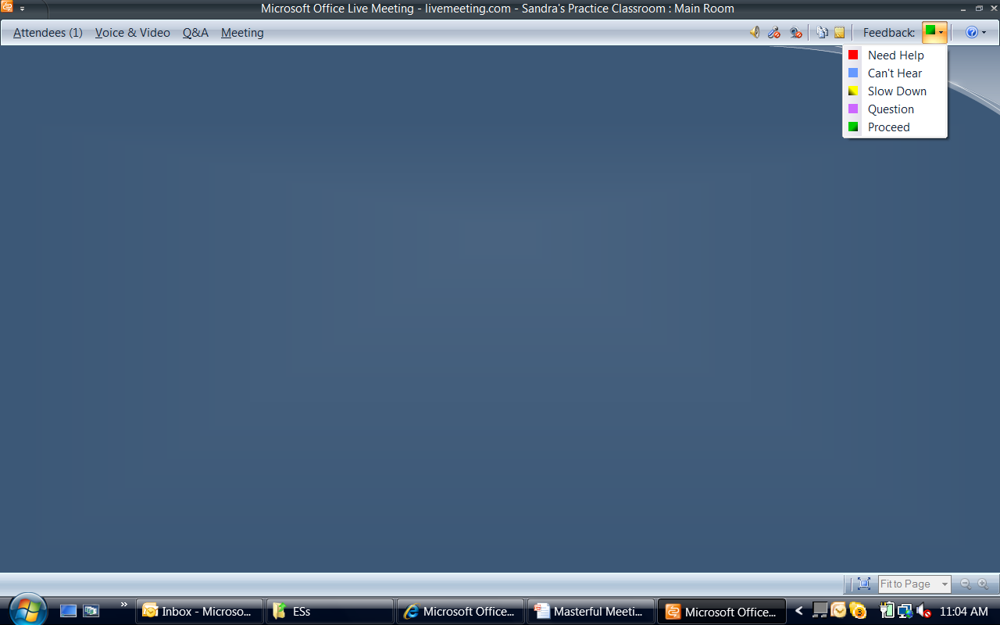 Microsoft Office Live Meeting - livemeeting.com - Sandra's Practice Classroom : Main Room
Attendees (1) Voice & Video Q&A Meeting Feedback:
Need Help
Can't Hear
Slow Down
Question
Proceed
Fit to Page
Inbox - Microso... ESs Microsoft Office... Masterful Meeti... Microsoft Office... 3 11:04 AM